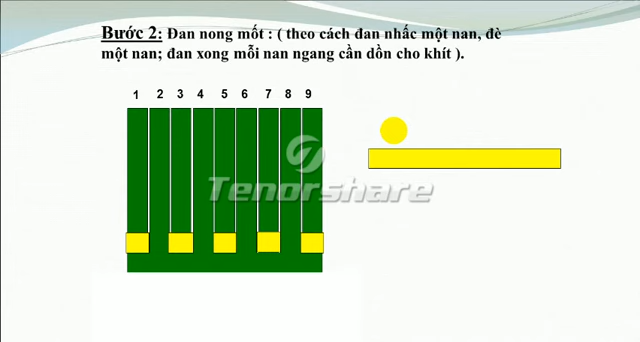 Bước 2: Đan nong mốt : ( theo cách đan nhấc một nan, đè
một nan; đan xong mỗi nan ngang cần dồn cho khít ).
1 2 3 4 5 6 7 8 9
Tenorshare